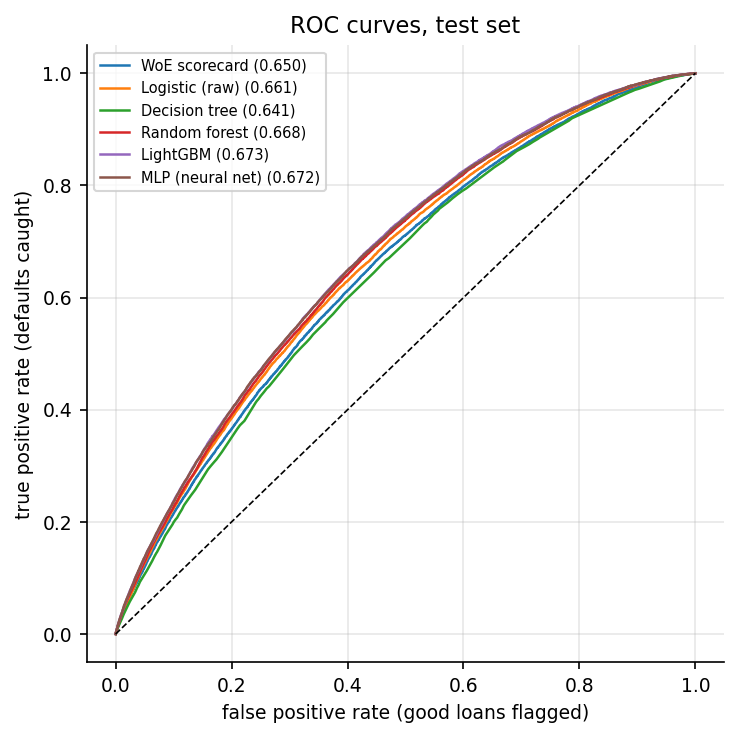 ROC curves, test set
WoE scorecard (0.650)
Logistic (raw) (0.661)
Decision tree (0.641)
Random forest (0.668)
LightGBM (0.673)
MLP (neural net) (0.672)
1.0
0.8
0.6
0.4
0.2
0.0
true positive rate (defaults caught)
0.0 0.2 0.4 0.6 0.8 1.0
false positive rate (good loans flagged)